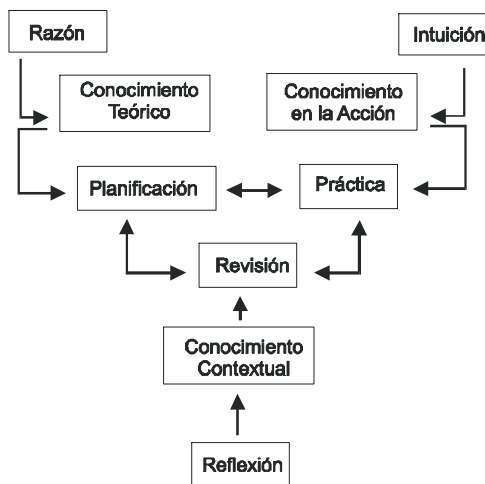 Razón
Intuición
Conocimiento
Teórico
Conocimiento
en la Acción
Planificación
Práctica
Revisión
Conocimiento
Contextual
Reflexión